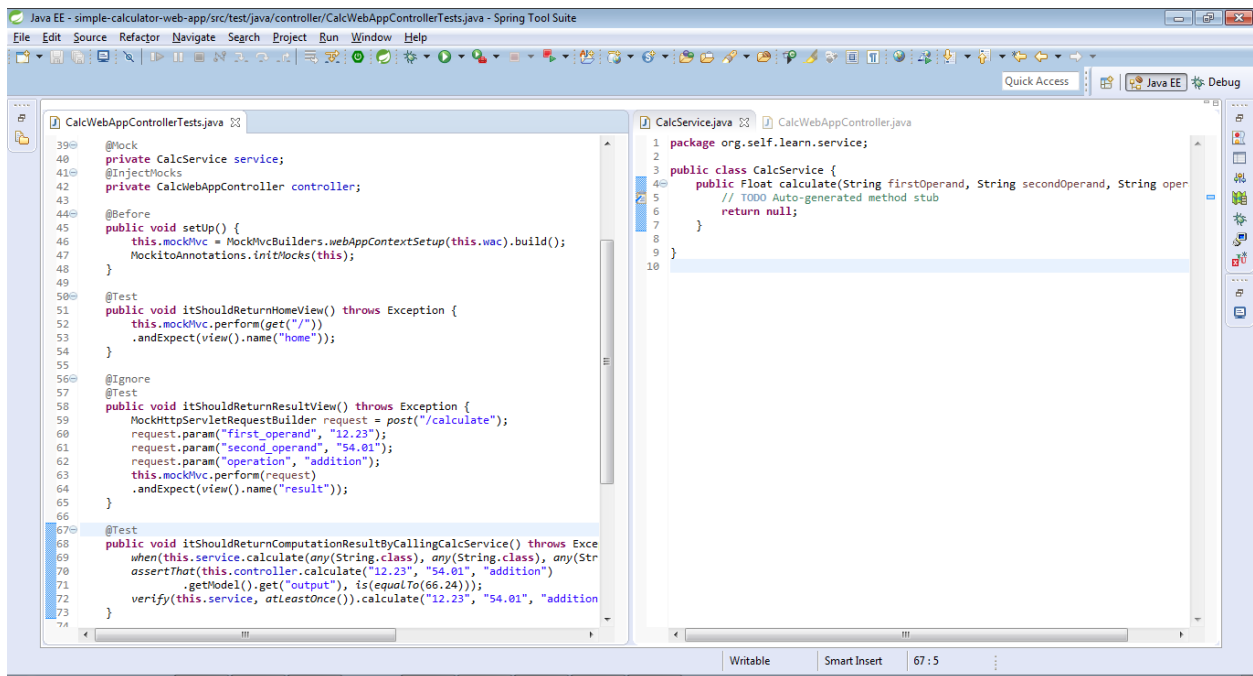 Java EE - simple-calculator-web-app/src/test/java/controller/CalcWebAppControllerTests.java - Spring Tool Suite
File Edit Source Refactor Navigate Search Project Run Window Help
Quick Access Java EE Debug
CalcWebAppControllerTests.java
39 @Mock
40 private CalcService service;
41 @InjectMocks
42 private CalcWebAppController controller;
43
44 @Before
45 public void setUp() {
46 this.mockMvc = MockMvcBuilders.webAppContextSetup(this.wac).build();
47 MockitoAnnotations.initMocks(this);
48 }
49
50 @Test
51 public void itShouldReturnHomeView() throws Exception {
52 this.mockMvc.perform(get("/"))
53 .andExpect(view().name("home"));
54 }
55
56 @Ignore
57 @Test
58 public void itShouldReturnResultView() throws Exception {
59 MockHttpServletRequestBuilder request = post("/calculate");
60 request.param("first_operand", "12.23");
61 request.param("second_operand", "54.01");
62 request.param("operation", "addition");
63 this.mockMvc.perform(request)
64 .andExpect(view().name("result"));
65 }
66
67 @Test
68 public void itShouldReturnComputationResultByCallingCalcService() throws Exce
69 when(this.service.calculate(any(String.class), any(String.class), any(Str
70 assertThat(this.controller.calculate("12.23", "54.01", "addition")
71 .getModel().get("output"), is(equalTo(66.24)));
72 verify(this.service, atLeastOnce()).calculate("12.23", "54.01", "addition
73 }
74
CalcService.java CalcWebAppController.java
1 package org.self.learn.service;
2
3 public class CalcService {
4 public Float calculate(String firstOperand, String secondOperand, String oper
5 // TODO Auto-generated method stub
6 return null;
7 }
8
9 }
10
Writable Smart Insert 67 : 5